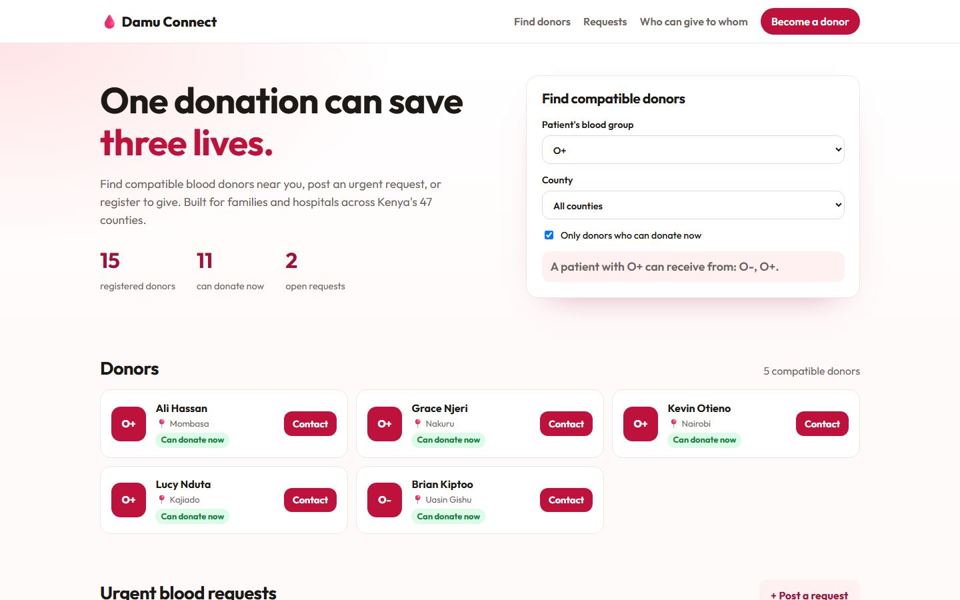 Damu Connect
Find donors
Requests
Who can give to whom
Become a donor
One donation can save
three lives.
Find compatible blood donors near you, post an urgent request, or
register to give. Built for families and hospitals across Kenya's 47
counties.
15
registered donors
11
can donate now
2
open requests
Find compatible donors
Patient's blood group
O+
County
All counties
Only donors who can donate now
A patient with O+ can receive from: O-, O+.
Donors
5 compatible donors
O+
Ali Hassan
Mombasa
Can donate now
Contact
O+
Grace Njeri
Nakuru
Can donate now
Contact
O+
Kevin Otieno
Nairobi
Can donate now
Contact
O+
Lucy Nduta
Kajiado
Can donate now
Contact
O-
Brian Kiptoo
Uasin Gishu
Can donate now
Contact
Urgent blood requests
+ Post a request